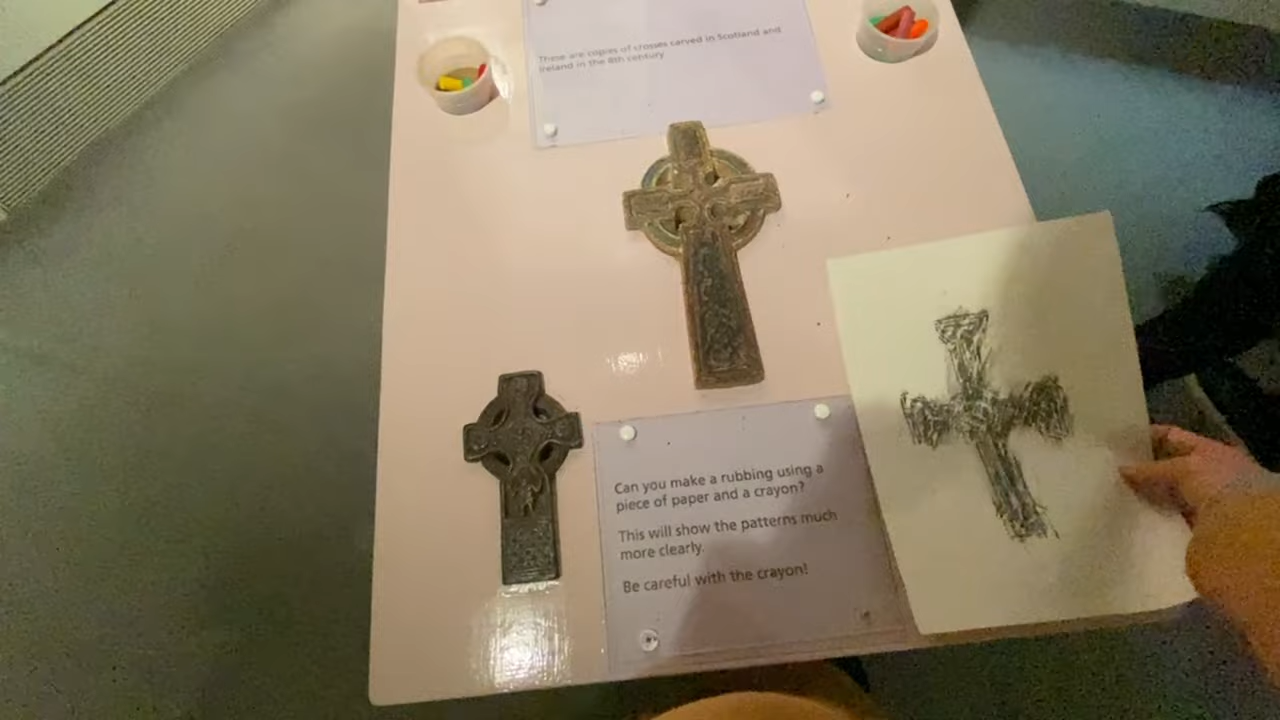 These are copies of crosses carved in Scotland and
Ireland in the 8th century
Can you make a rubbing using a
piece of paper and a crayon?
This will show the patterns much
more clearly.
Be careful with the crayon!